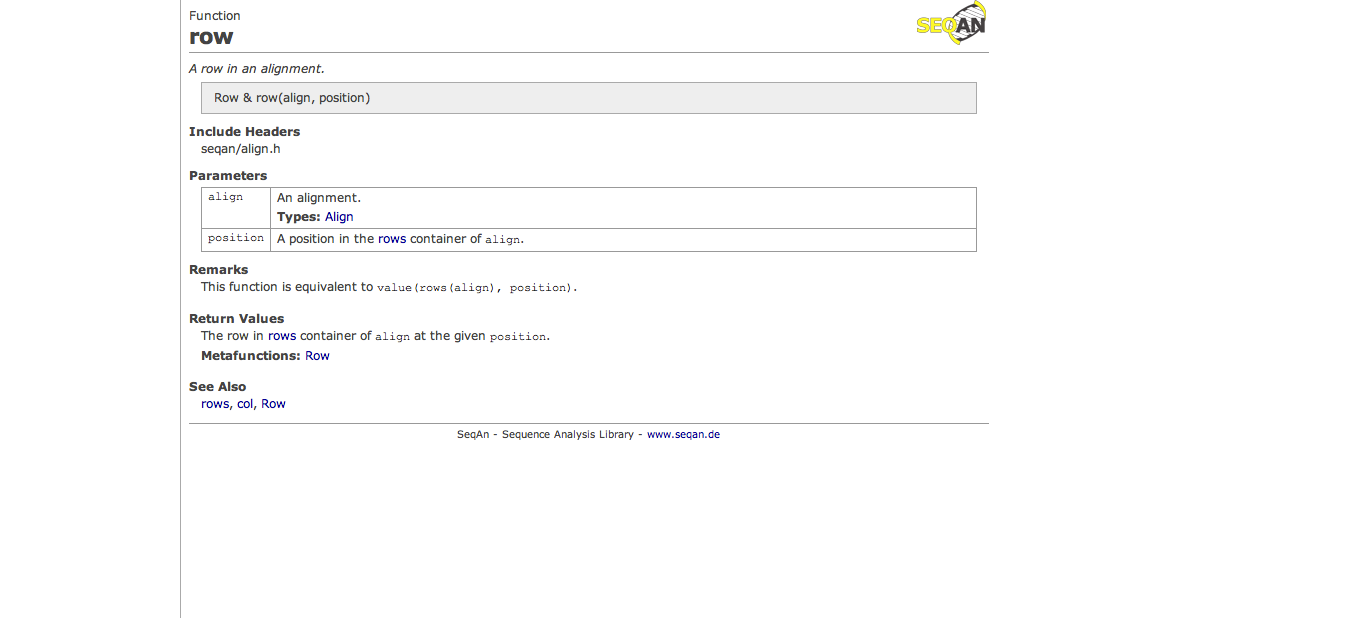 Function
SEQAN
row
A row in an alignment.
Row & row(align, position)
Include Headers
seqan/align.h
Parameters
align An alignment.
Types: Align
position A position in the rows container of align.
Remarks
This function is equivalent to value(rows(align), position).
Return Values
The row in rows container of align at the given position.
Metafunctions: Row
See Also
rows, col, Row
SeqAn - Sequence Analysis Library - www.seqan.de